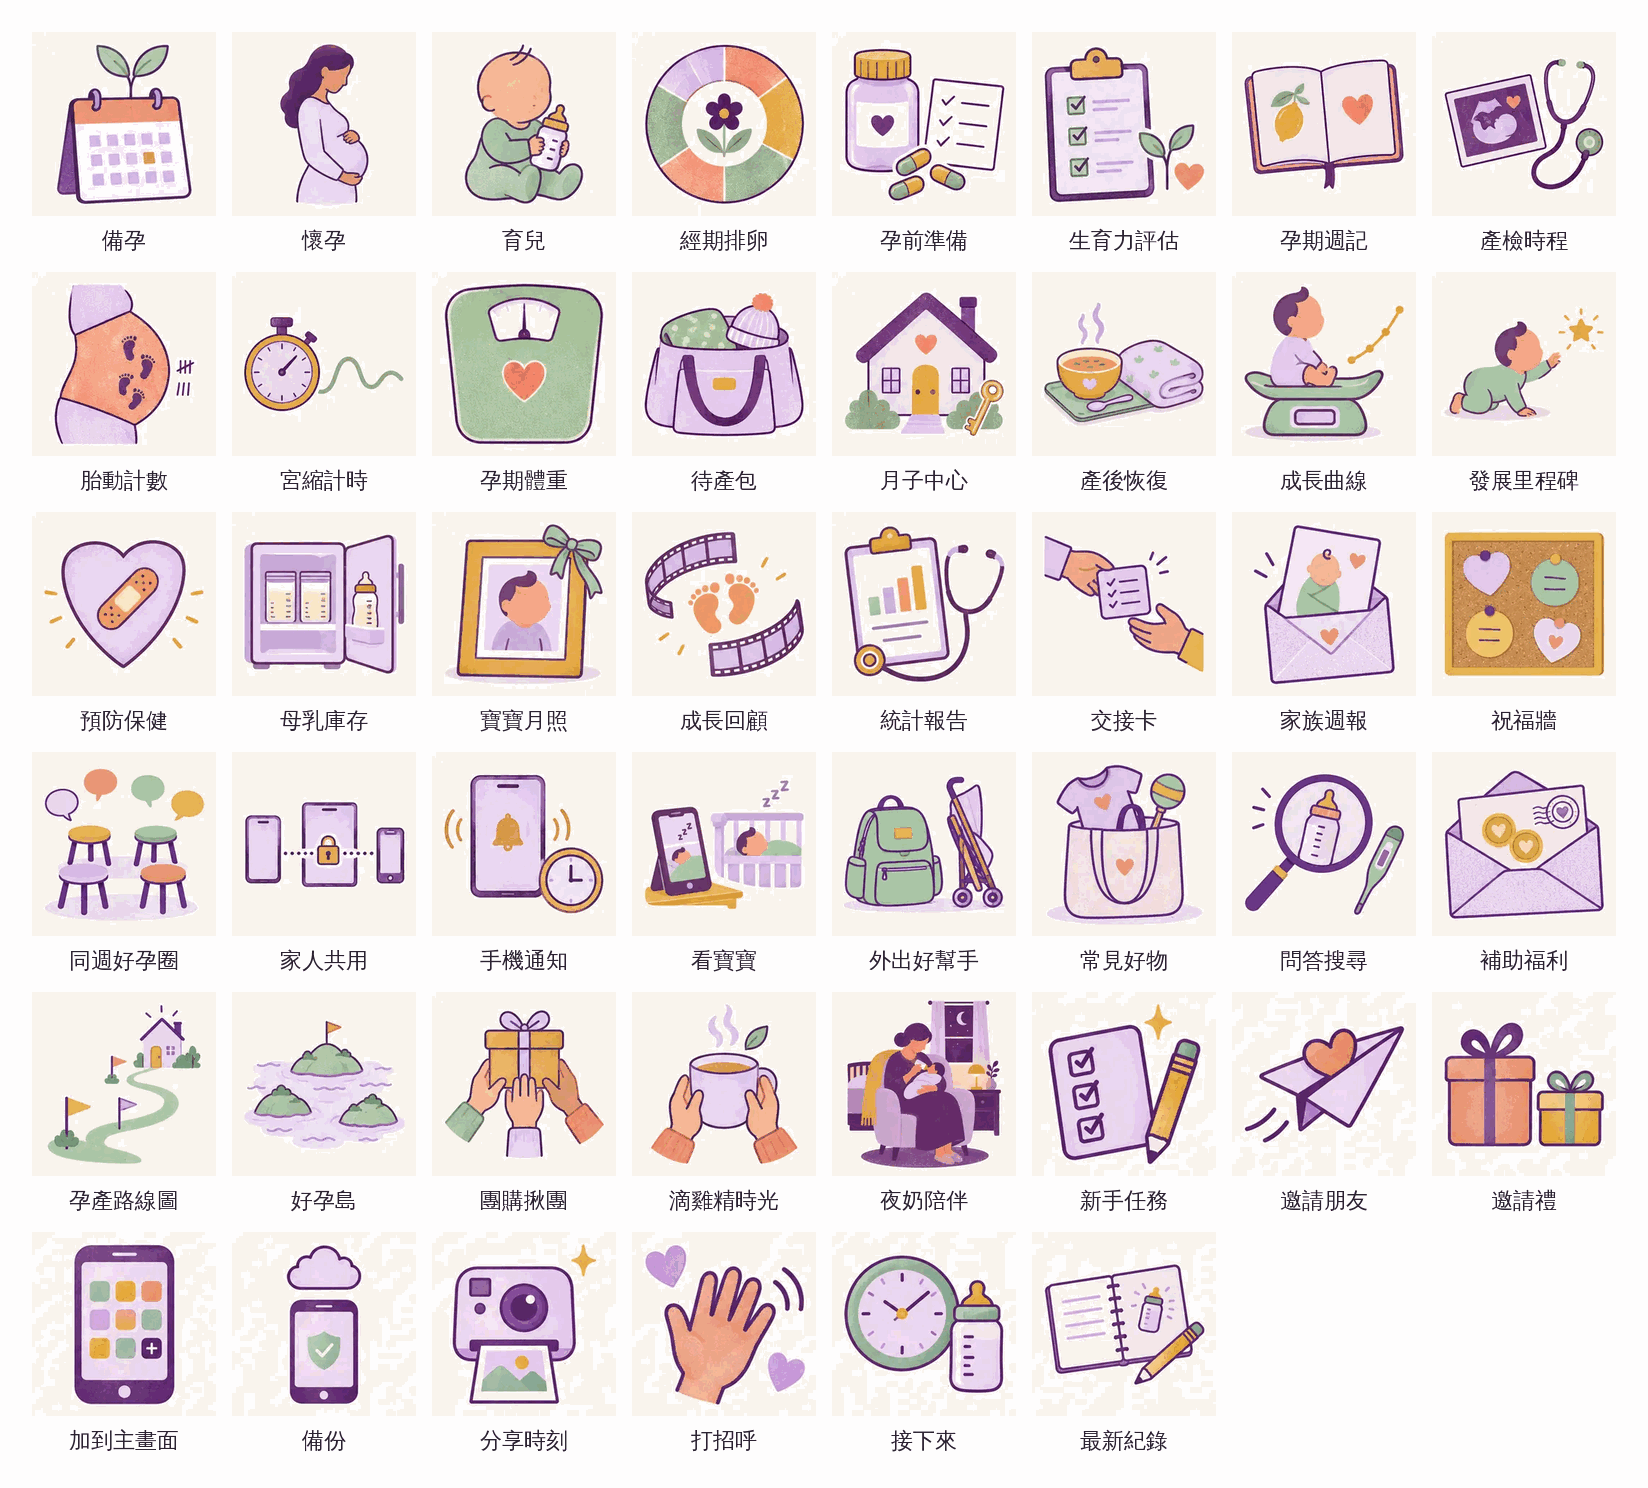 備孕
懷孕
育兒
經期排卵
孕前準備
生育力評估
孕期週記
產檢時程
胎動計數
宮縮計時
孕期體重
待產包
月子中心
產後恢復
成長曲線
發展里程碑
預防保健
母乳庫存
寶寶月照
成長回顧
統計報告
交接卡
家族週報
祝福牆
同週好孕圈
家人共用
手機通知
zzz
zzz
看寶寶
外出好幫手
常見好物
問答搜尋
補助福利
孕產路線圖
好孕島
團購揪團
滴雞精時光
夜奶陪伴
新手任務
邀請朋友
邀請禮
加到主畫面
備份
分享時刻
打招呼
接下來
最新紀錄